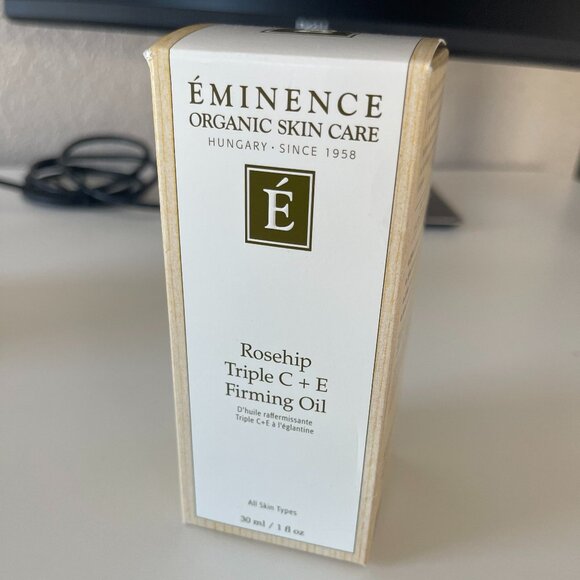 ÉMINENCE
ORGANIC SKIN CARE
HUNGARY · SINCE 1958
É
Rosehip
Triple C + E
Firming Oil
D'huile raffermissante
Triple C+E à l'églantine
All Skin Types
30 ml / 1 fl oz